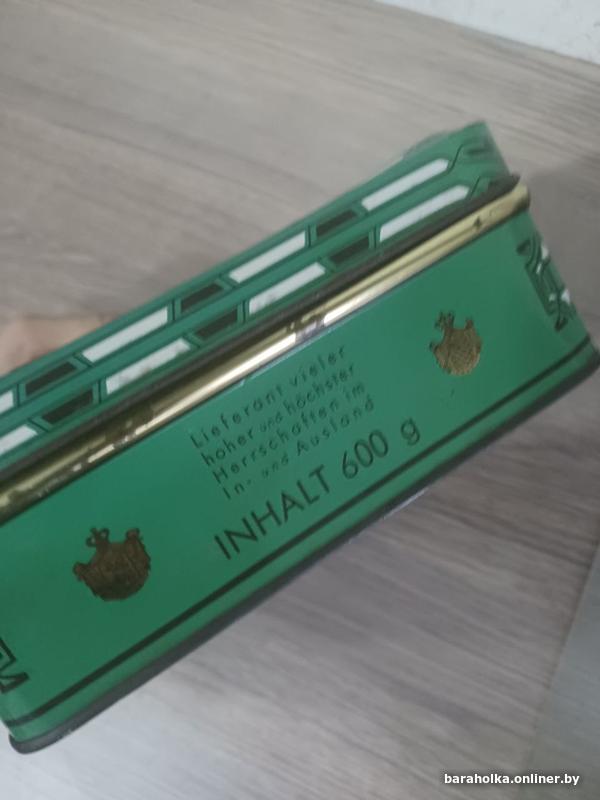 Lieferant vieler
hoher und höchster
Herrschaften im
In- und Ausland
INHALT 600 g
baraholka.onliner.by